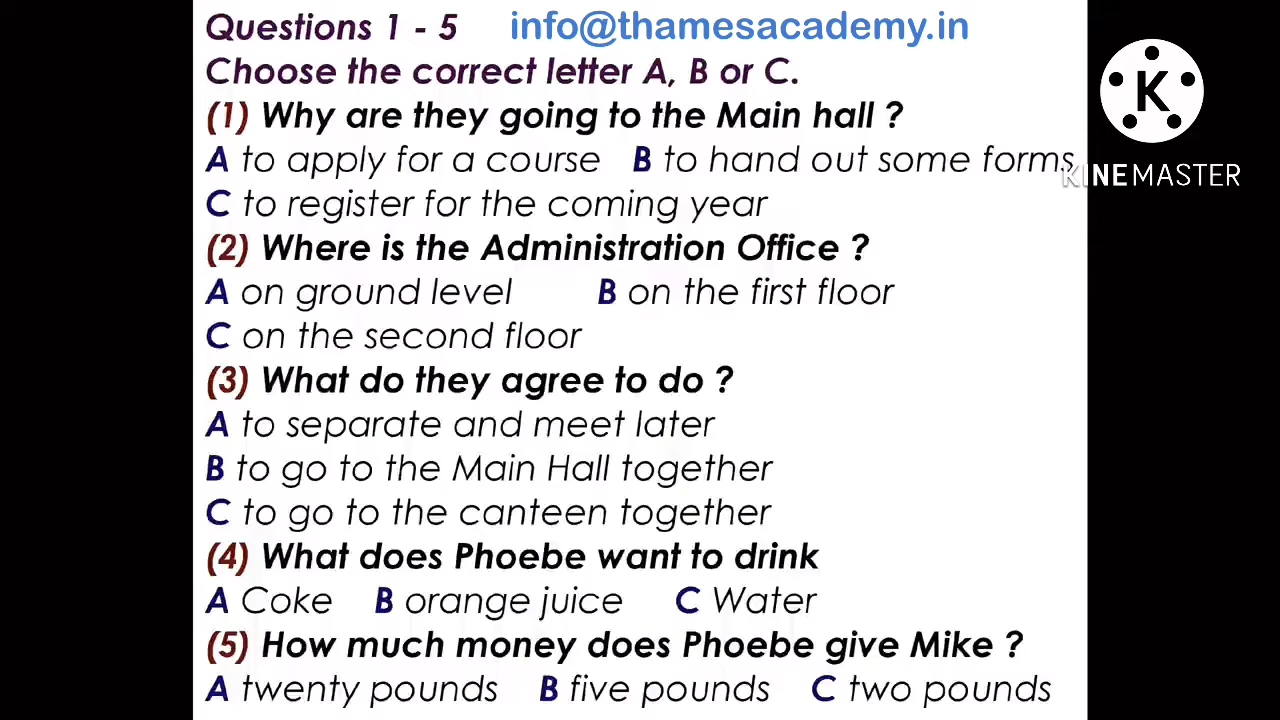 Questions 1 - 5 info@thamesacademy.in
Choose the correct letter A, B or C.
(1) Why are they going to the Main hall ?
A to apply for a course B to hand out some forms
C to register for the coming year
(2) Where is the Administration Office ?
A on ground level B on the first floor
C on the second floor
(3) What do they agree to do ?
A to separate and meet later
B to go to the Main Hall together
C to go to the canteen together
(4) What does Phoebe want to drink
A Coke B orange juice C Water
(5) How much money does Phoebe give Mike ?
A twenty pounds B five pounds C two pounds
K
KINEMASTER